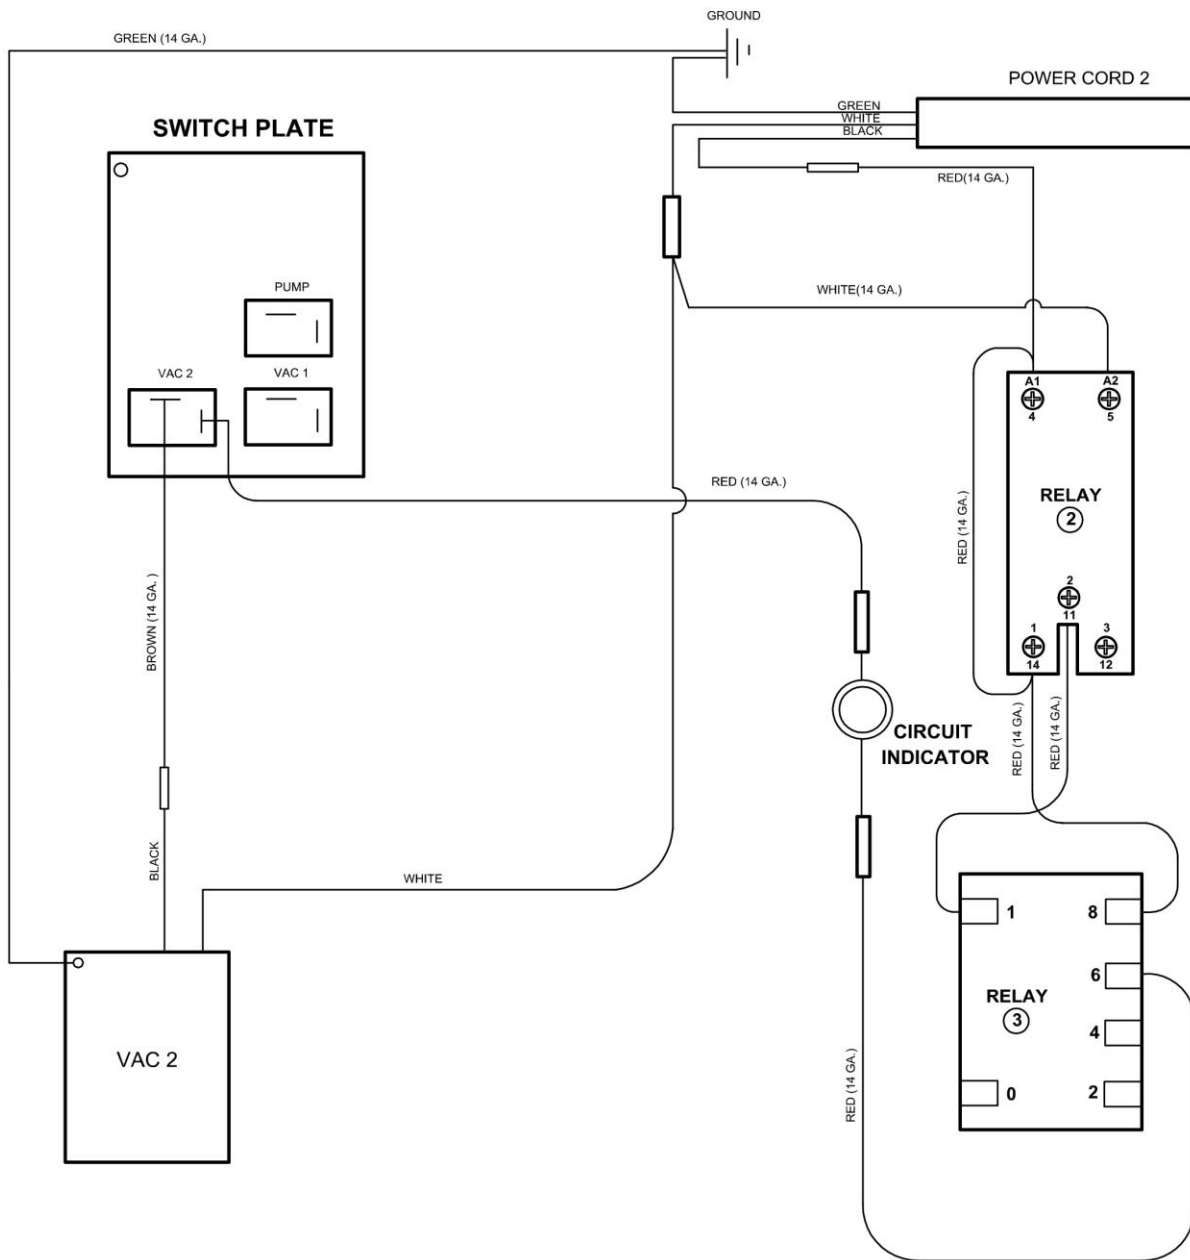 GROUND
GREEN (14 GA.)
POWER CORD 2
GREEN
WHITE
BLACK
SWITCH PLATE
RED(14 GA.)
PUMP
WHITE(14 GA.)
VAC 2
VAC 1
A1
A2
4
5
RED (14 GA.)
RELAY
2
RED (14 GA.)
BROWN (14 GA. )
2
11
1
3
14
12
CIRCUIT
INDICATOR
RED (14 GA.)
RED (14 GA.)
BLACK
WHITE
1
8
6
RELAY
3
4
VAC 2
RED (14 GA.)
0
2